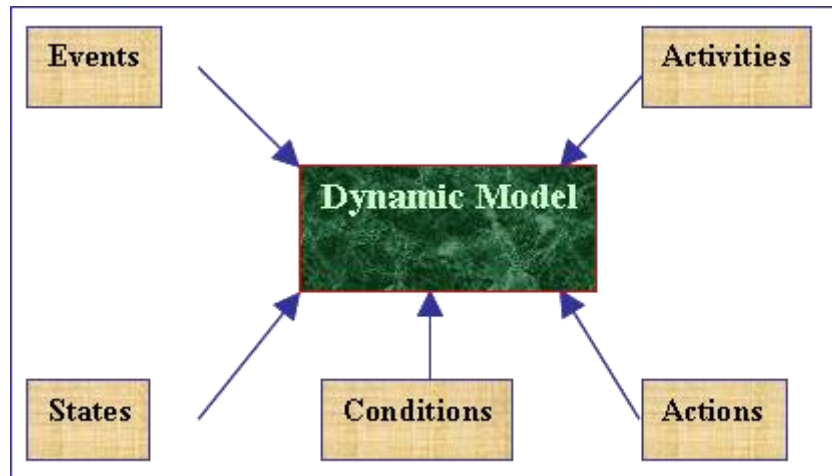 Events
Activities
Dynamic Model
States
Conditions
Actions